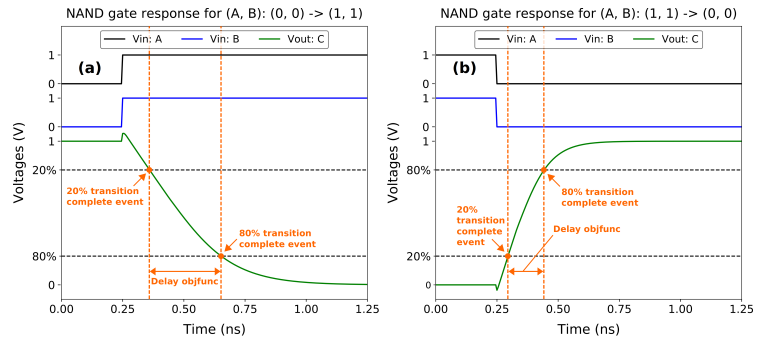 NAND gate response for (A, B): (0, 0) -> (1, 1)
Vin: A
Vin: B
Vout: C
(a)
1
0
1
0
1
20%
80%
0
20% transition
complete event
80% transition
complete event
Delay objfunc
0.00
0.25
0.50
0.75
1.00
1.25
Time (ns)
Voltages (V)
NAND gate response for (A, B): (1, 1) -> (0, 0)
Vin: A
Vin: B
Vout: C
(b)
1
0
1
0
1
80%
20%
0
80% transition
complete event
20%
transition
complete
event
Delay objfunc
0.00
0.25
0.50
0.75
1.00
1.25
Time (ns)
Voltages (V)